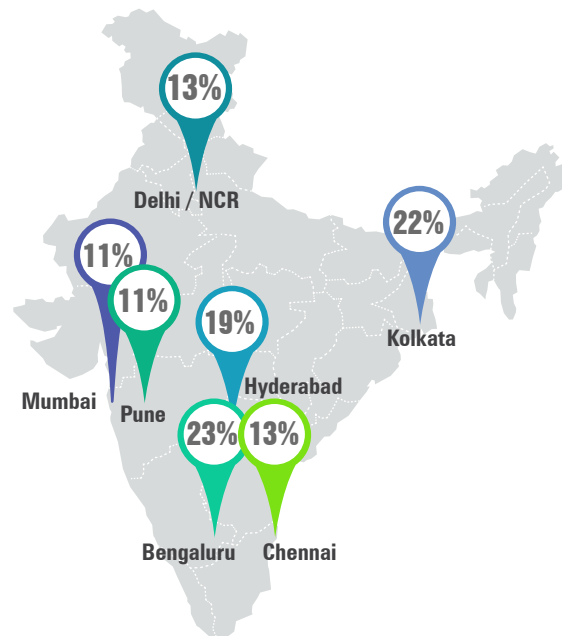 13%
Delhi / NCR
22%
Kolkata
11%
Mumbai
11%
Pune
19%
Hyderabad
23%
Bengaluru
13%
Chennai